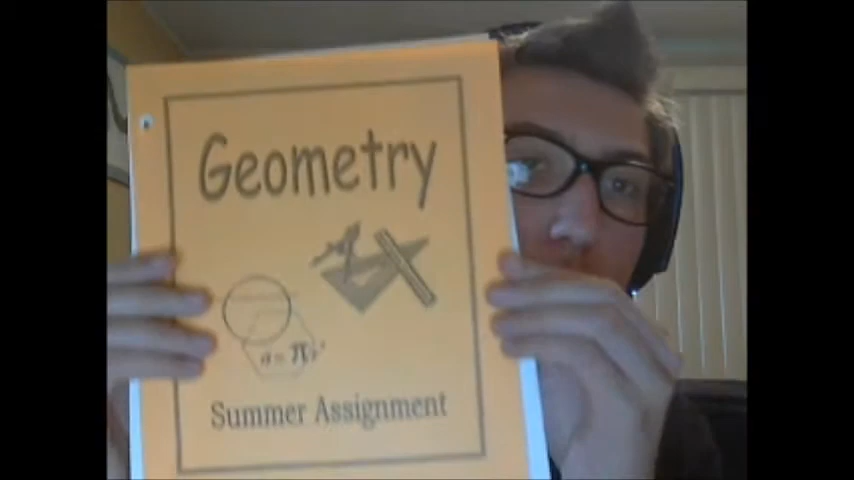 Geometry
a = πr²
Summer Assignment